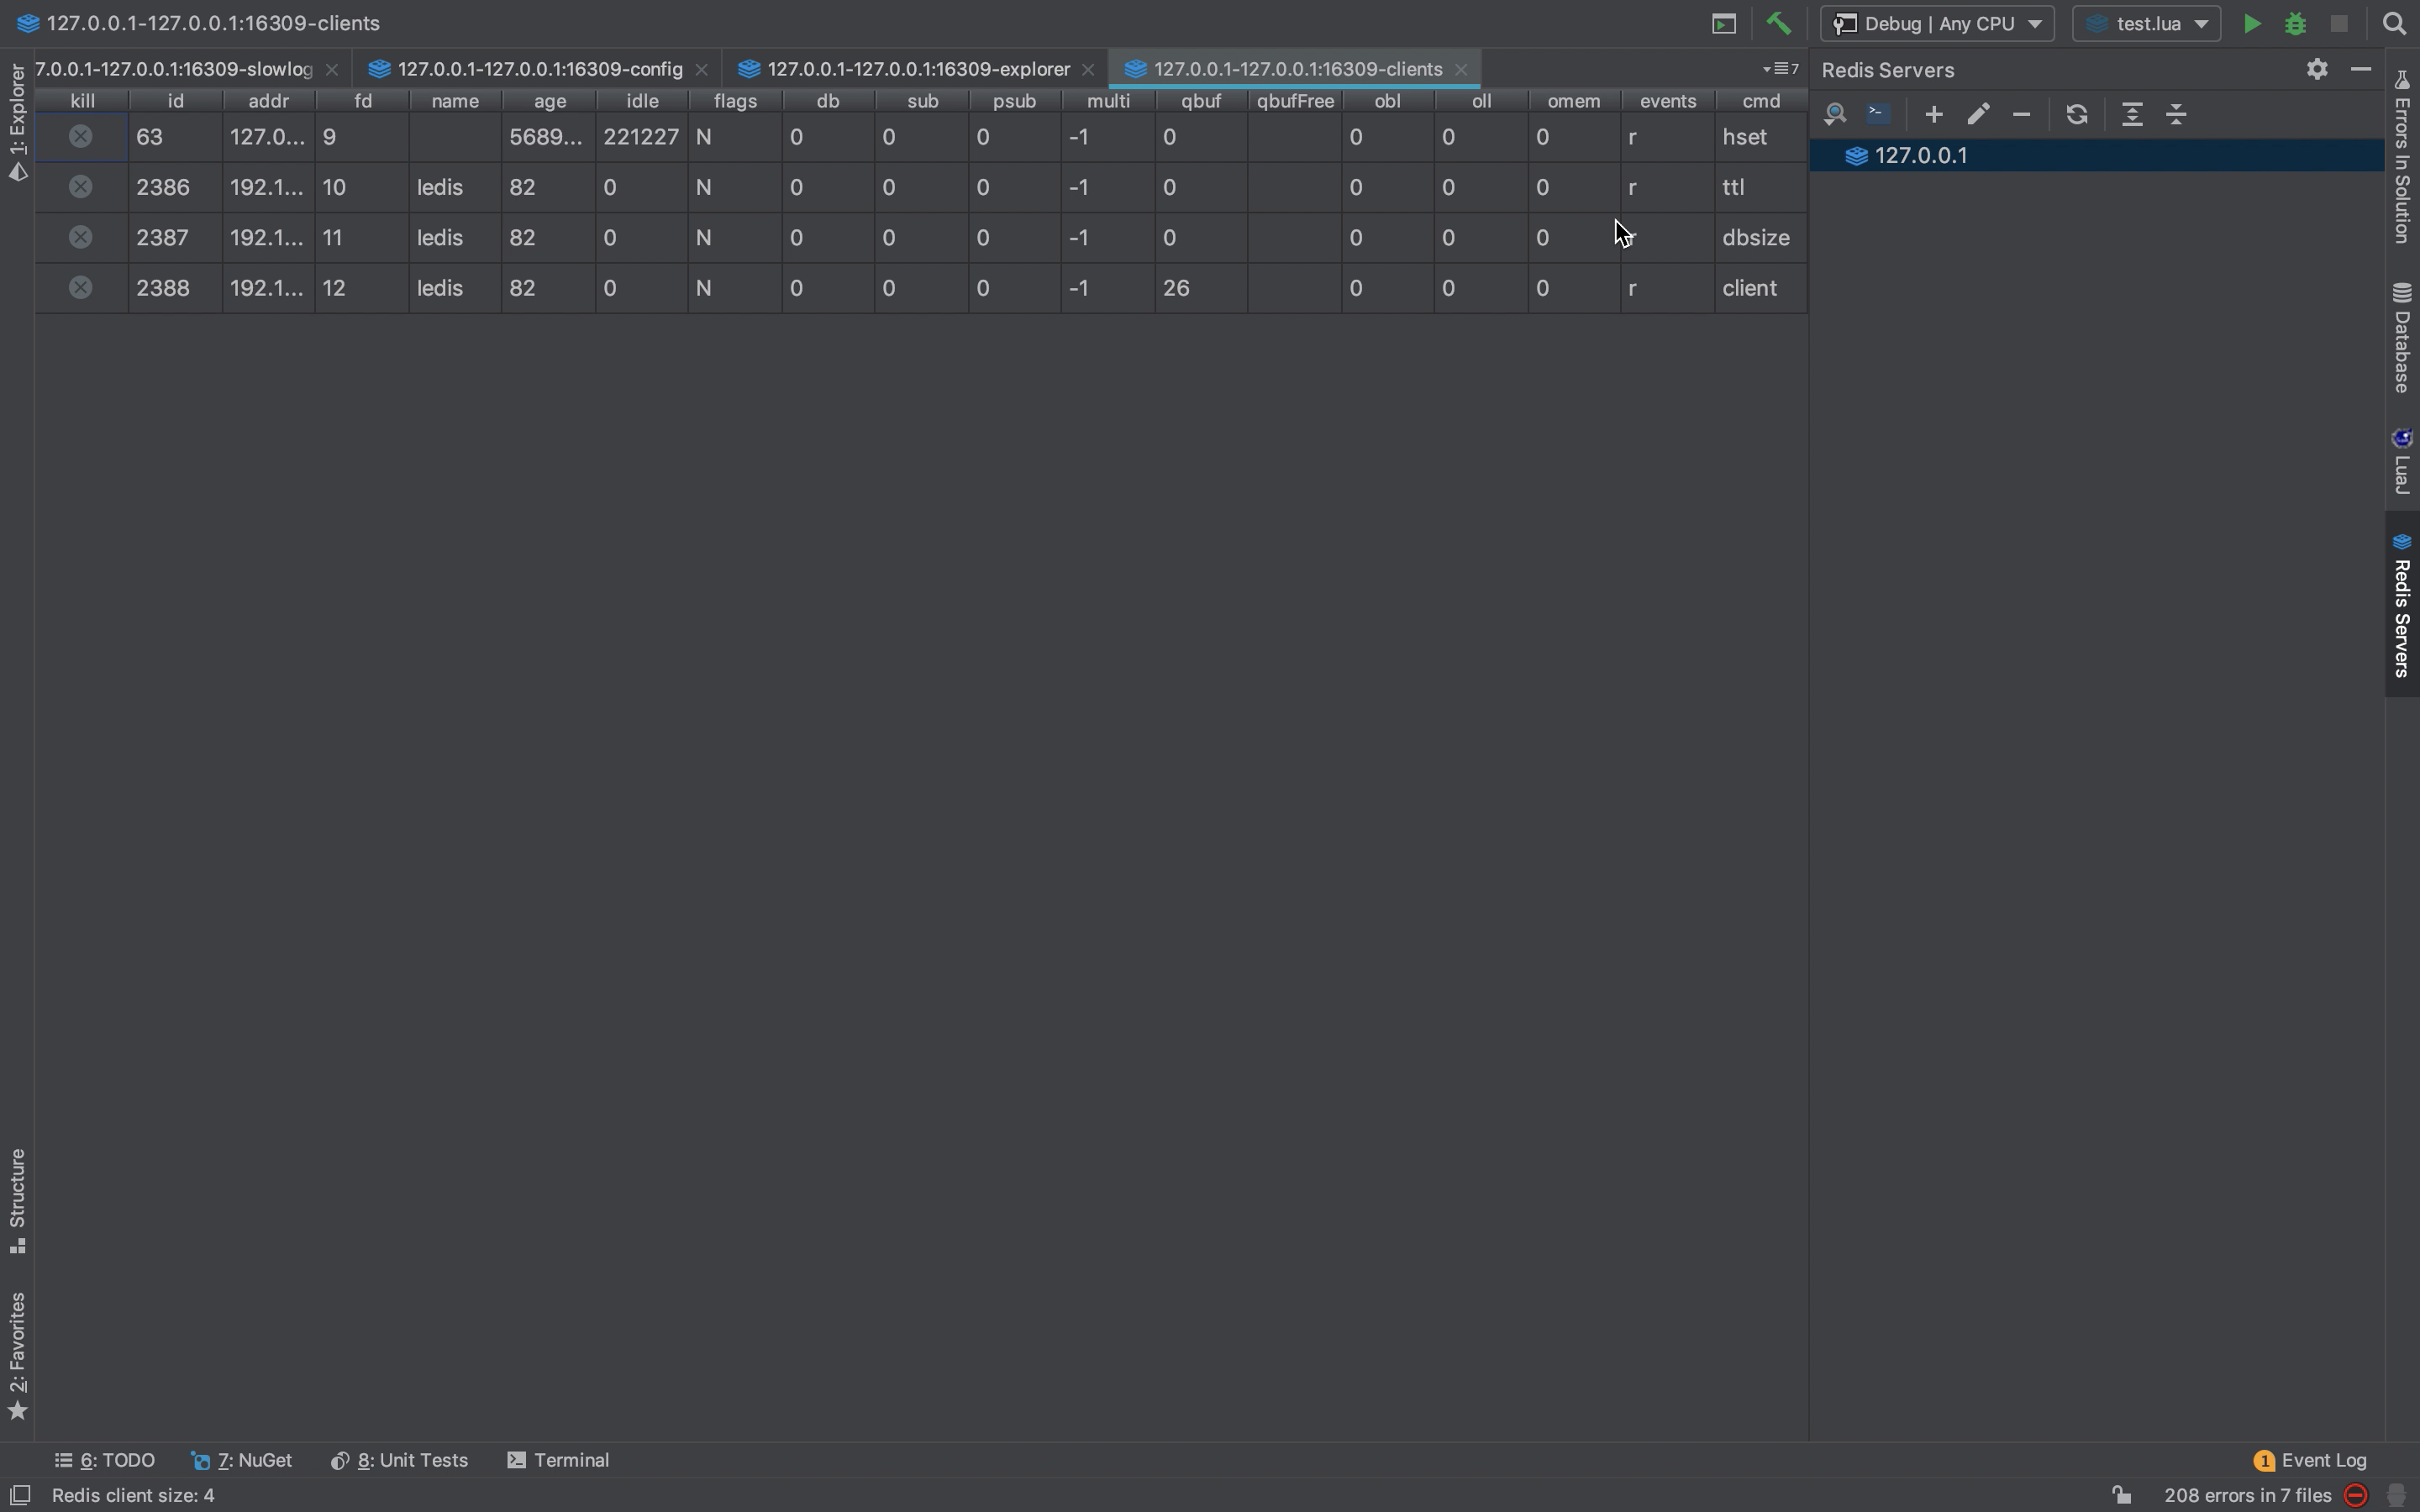 127.0.0.1-127.0.0.1:16309-clients
Debug | Any CPU
test.lua
7.0.0.1-127.0.0.1:16309-slowlog
127.0.0.1-127.0.0.1:16309-config
127.0.0.1-127.0.0.1:16309-explorer
127.0.0.1-127.0.0.1:16309-clients
7
Redis Servers
kill id addr fd name age idle flags db sub psub multi qbuf qbufFree obl oll omem events cmd
63 127.0... 9 5689... 221227 N 0 0 0 -1 0 0 0 0 r hset
2386 192.1... 10 ledis 82 0 N 0 0 0 -1 0 0 0 0 r ttl
2387 192.1... 11 ledis 82 0 N 0 0 0 -1 0 0 0 0 r dbsize
2388 192.1... 12 ledis 82 0 N 0 0 0 -1 26 0 0 0 r client
127.0.0.1
1: Explorer
Structure
2: Favorites
Errors In Solution
Database
LuaJ
Redis Servers
6: TODO
7: NuGet
8: Unit Tests
Terminal
1 Event Log
Redis client size: 4
208 errors in 7 files